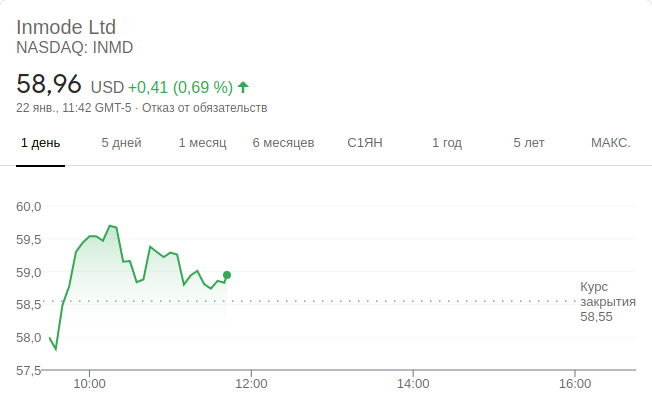 Inmode Ltd
NASDAQ: INMD
58,96 USD +0,41 (0,69 %)
22 янв., 11:42 GMT-5 · Отказ от обязательств
1 день 5 дней 1 месяц 6 месяцев С1ЯН 1 год 5 лет МАКС.
60,0
59,5
59,0
58,5
58,0
57,5
Курс
закрытия
58,55
10:00 12:00 14:00 16:00